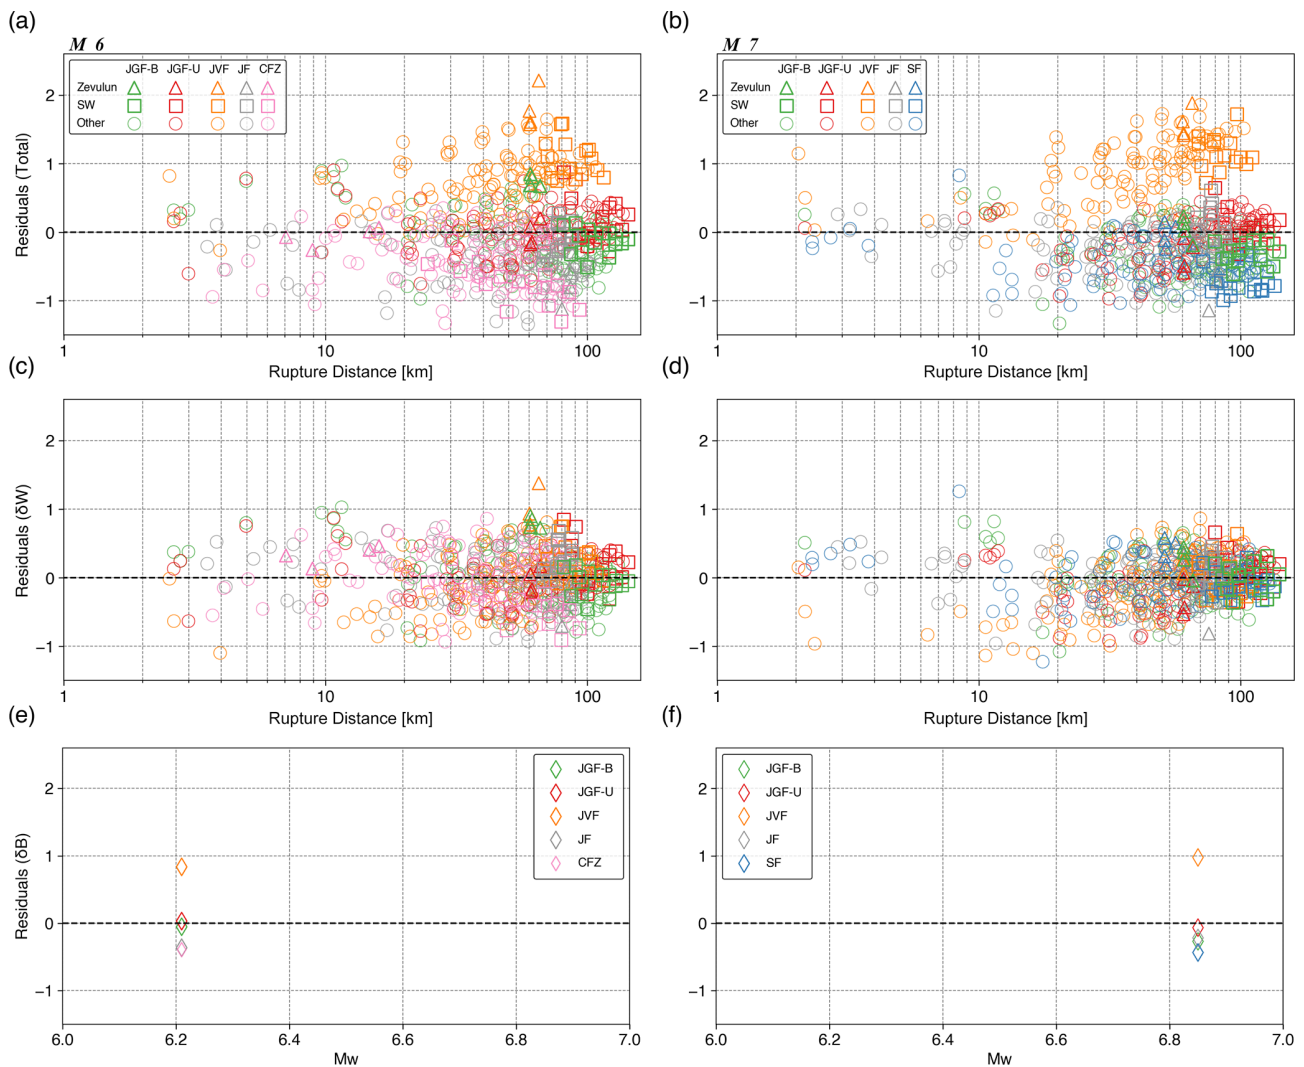 (a)
M 6
JGF-B JGF-U JVF JF CFZ
Zevulun
SW
Other
Residuals (Total)
2
1
0
−1
1 10 100
Rupture Distance [km]
(b)
M 7
JGF-B JGF-U JVF JF SF
Zevulun
SW
Other
2
1
0
−1
1 10 100
Rupture Distance [km]
(c)
Residuals (δW)
2
1
0
−1
1 10 100
Rupture Distance [km]
(d)
2
1
0
−1
1 10 100
Rupture Distance [km]
(e)
Residuals (δB)
2
1
0
−1
JGF-B
JGF-U
JVF
JF
CFZ
6.0 6.2 6.4 6.6 6.8 7.0
Mw
(f)
2
1
0
−1
JGF-B
JGF-U
JVF
JF
SF
6.0 6.2 6.4 6.6 6.8 7.0
Mw